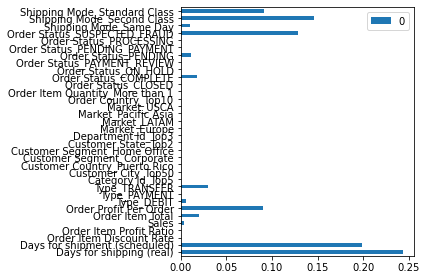 Shipping Mode_Standard Class
Shipping Mode_Second Class
Shipping Mode_Same Day
Order Status_SUSPECTED_FRAUD
Order Status_PROCESSING
Order Status_PENDING_PAYMENT
Order Status_PENDING
Order Status_PAYMENT_REVIEW
Order Status_ON_HOLD
Order Status_COMPLETE
Order Status_CLOSED
Order Item Quantity_More than 1
Order Country_Top10
Market_USCA
Market_Pacific Asia
Market_LATAM
Market_Europe
Department Id_Top3
Customer State_Top2
Customer Segment_Home Office
Customer Segment_Corporate
Customer Country_Puerto Rico
Customer City_Top50
Category Id_Top5
Type_TRANSFER
Type_PAYMENT
Type_DEBIT
Order Profit Per Order
Order Item Total
Sales
Order Item Profit Ratio
Order Item Discount Rate
Days for shipment (scheduled)
Days for shipping (real)
0
0.00 0.05 0.10 0.15 0.20 0.25